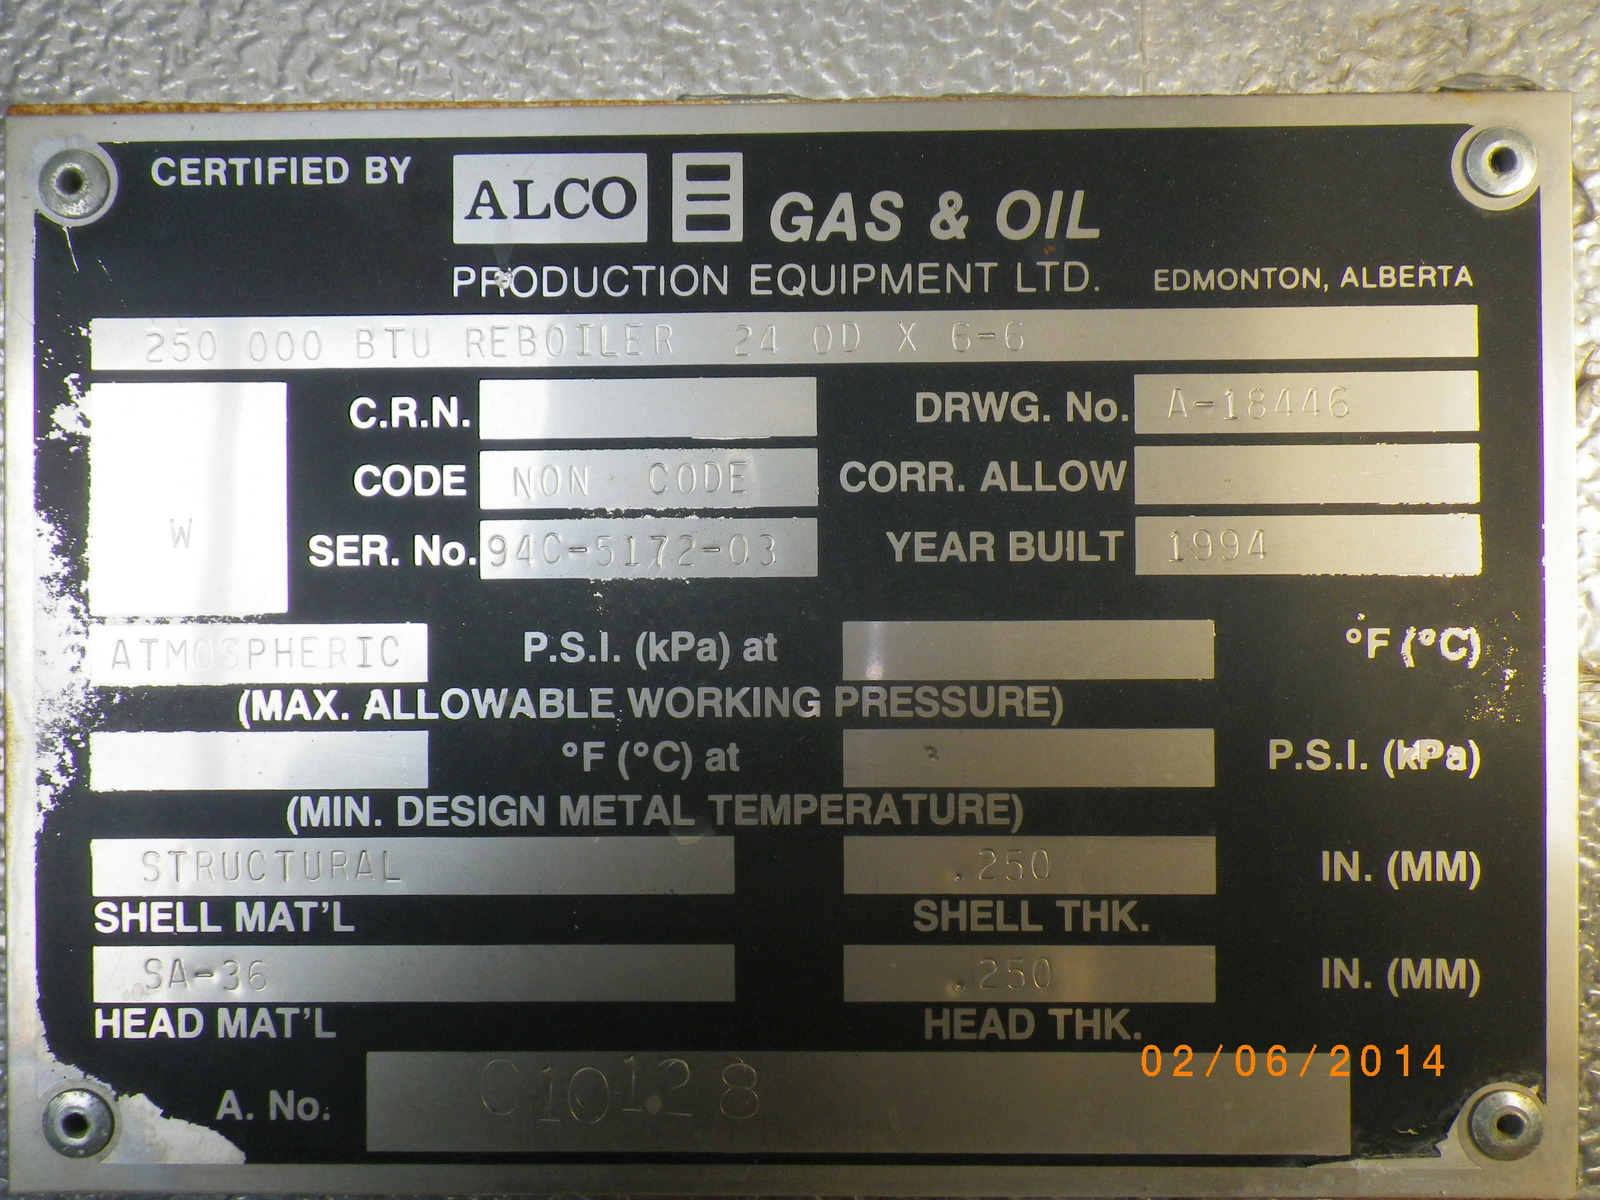 CERTIFIED BY ALCO GAS & OIL
PRODUCTION EQUIPMENT LTD. EDMONTON, ALBERTA
250 000 BTU REBOILER 24 OD X 6-6
C.R.N. DRWG. No. A-18446
CODE NON CODE CORR. ALLOW
W SER. No. 94C-5172-03 YEAR BUILT 1994
ATMOSPHERIC P.S.I. (kPa) at °F (°C)
(MAX. ALLOWABLE WORKING PRESSURE)
°F (°C) at P.S.I. (kPa)
(MIN. DESIGN METAL TEMPERATURE)
STRUCTURAL .250 IN. (MM)
SHELL MAT'L SHELL THK.
SA-36 .250 IN. (MM)
HEAD MAT'L HEAD THK.
02/06/2014
A. No. C10128